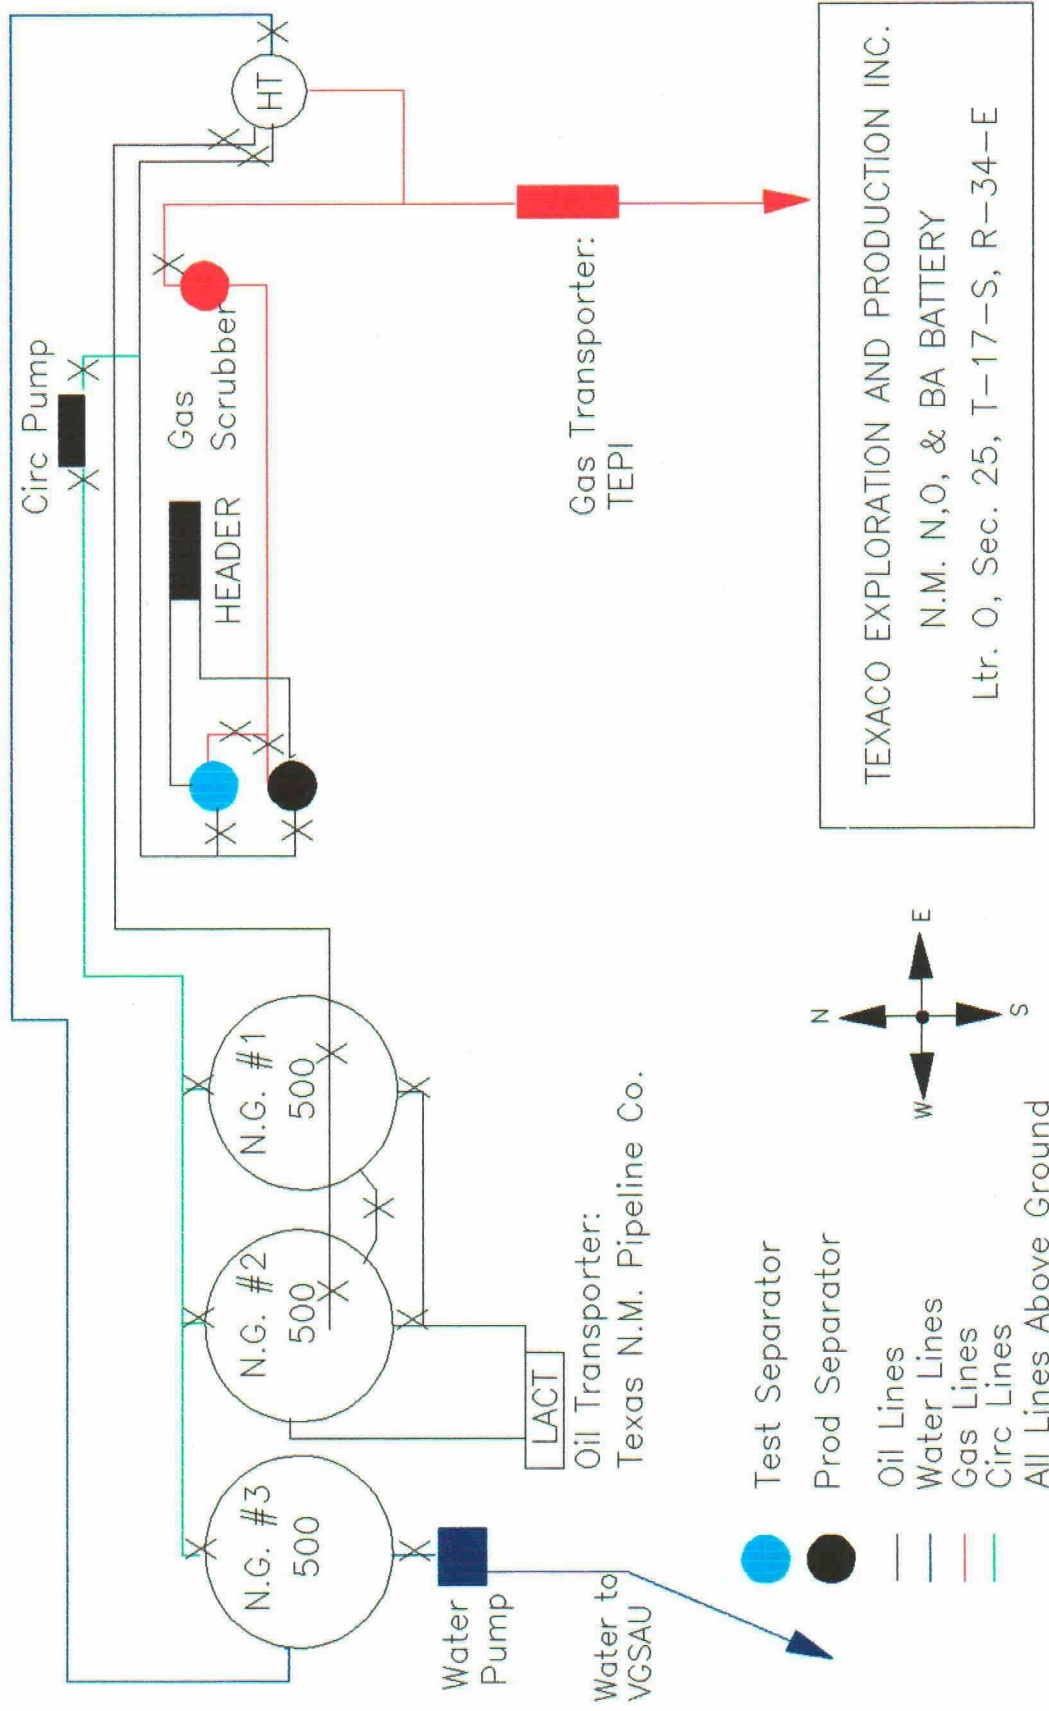 Circ Pump
HT
Gas
Scrubber
HEADER
N.G. #3
500
N.G. #2
500
N.G. #1
500
LACT
Water
Pump
Water to
VGSAU
Oil Transporter:
Texas N.M. Pipeline Co.
Gas Transporter:
TEPI
Test Separator
Prod Separator
Oil Lines
Water Lines
Gas Lines
Circ Lines
All Lines Above Ground
N
W
E
S
TEXACO EXPLORATION AND PRODUCTION INC.
N.M. N,O, & BA BATTERY
Ltr. O, Sec. 25, T-17-S, R-34-E